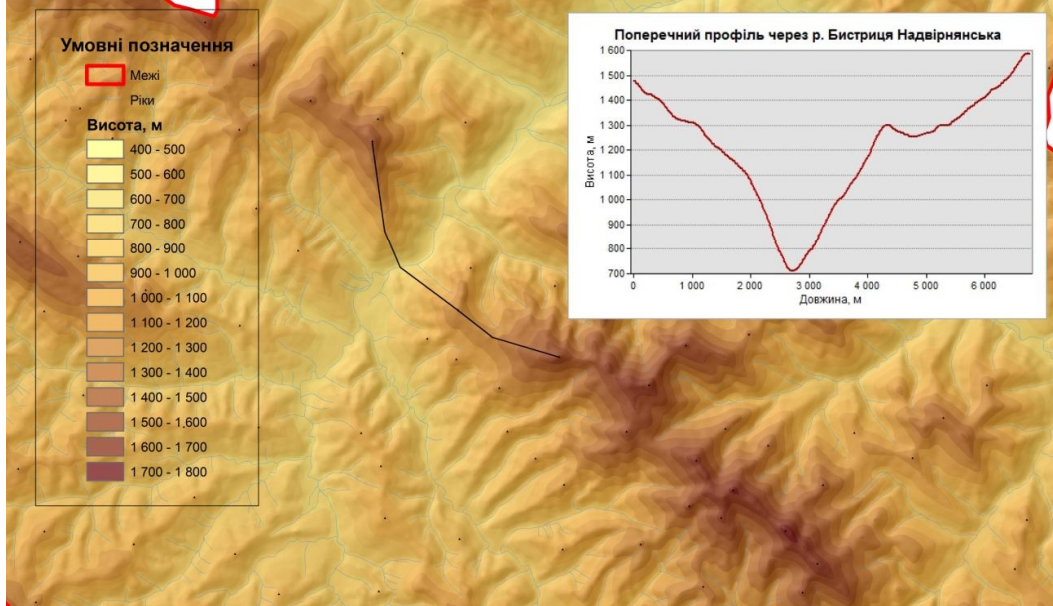 Умовні позначення
Межі
Ріки
Висота, м
400 - 500
500 - 600
600 - 700
700 - 800
800 - 900
900 - 1 000
1 000 - 1 100
1 100 - 1 200
1 200 - 1 300
1 300 - 1 400
1 400 - 1 500
1 500 - 1 600
1 600 - 1 700
1 700 - 1 800
Поперечний профіль через р. Бистриця Надвірнянська
1 600
1 500
1 400
1 300
1 200
1 100
1 000
900
800
700
Висота, м
0 1 000 2 000 3 000 4 000 5 000 6 000
Довжина, м